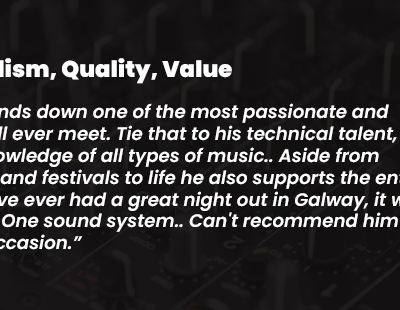 lism, Quality, Value
nds down one of the most passionate and
ll ever meet. Tie that to his technical talent,
owledge of all types of music.. Aside from
and festivals to life he also supports the en
ve ever had a great night out in Galway, it w
One sound system.. Can't recommend him
ccasion.”